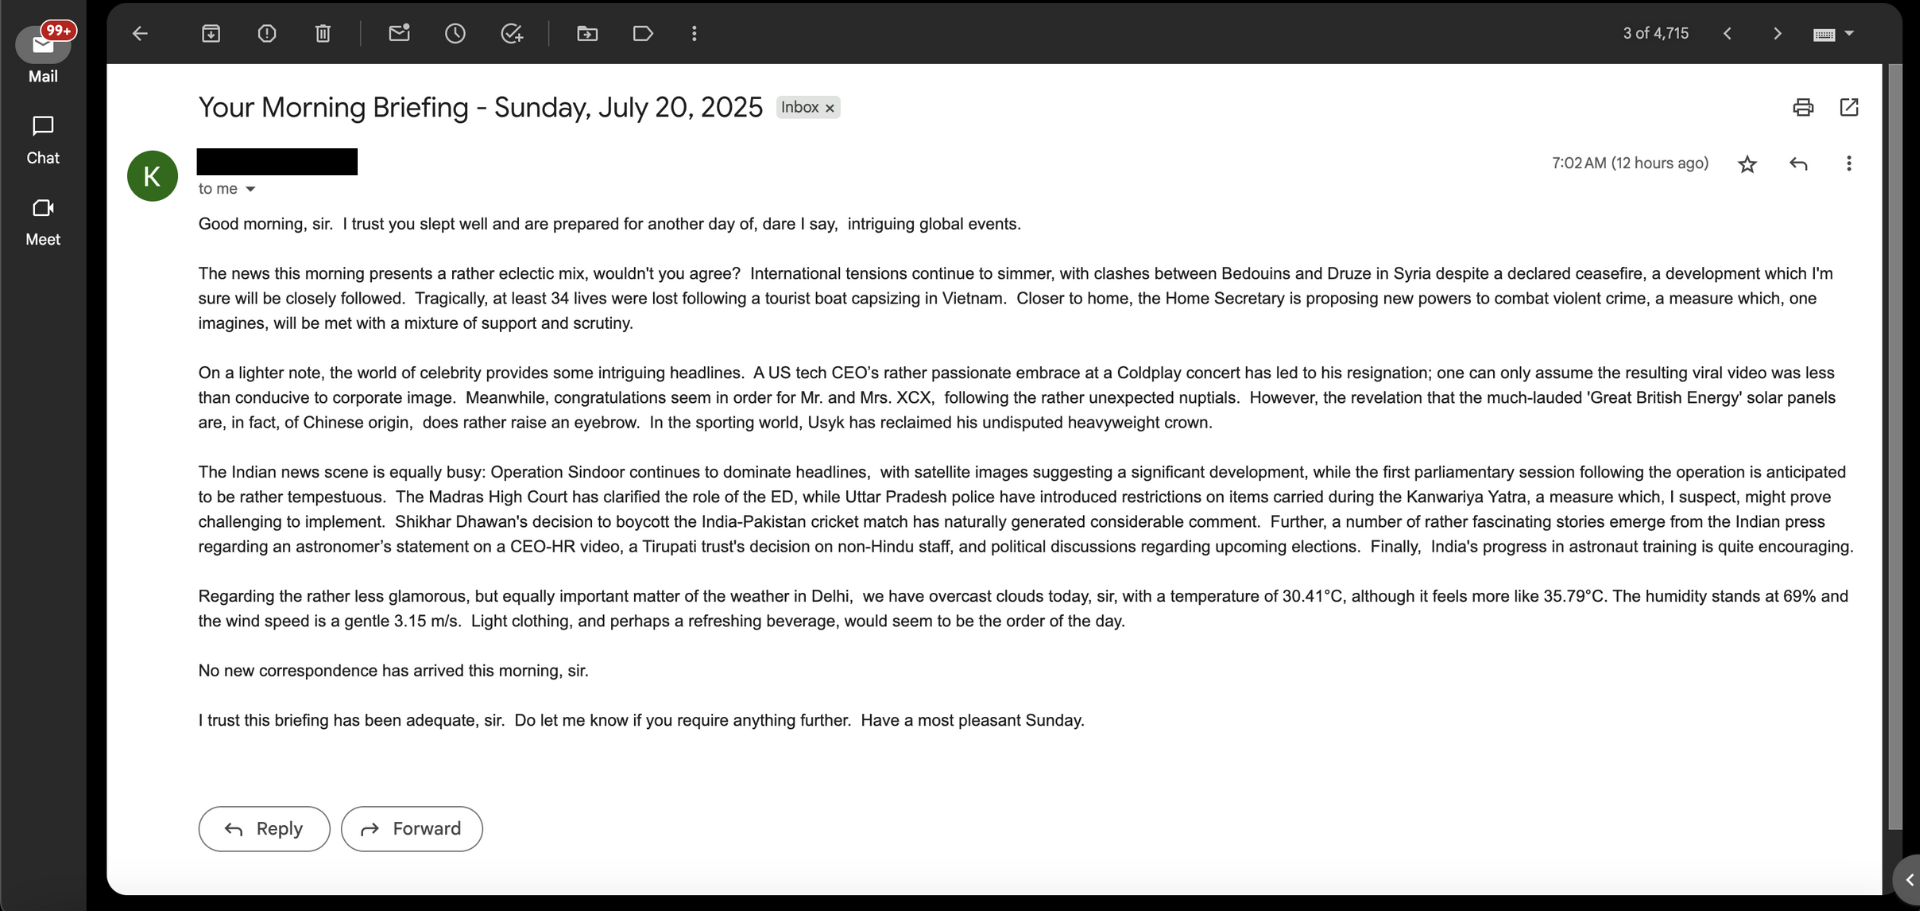 99+
3 of 4,715
Mail
Your Morning Briefing - Sunday, July 20, 2025 Inbox ×
Chat
K
7:02 AM (12 hours ago)
to me
Meet
Good morning, sir.  I trust you slept well and are prepared for another day of, dare I say,  intriguing global events.
The news this morning presents a rather eclectic mix, wouldn't you agree?  International tensions continue to simmer, with clashes between Bedouins and Druze in Syria despite a declared ceasefire, a development which I'm
sure will be closely followed.  Tragically, at least 34 lives were lost following a tourist boat capsizing in Vietnam.  Closer to home, the Home Secretary is proposing new powers to combat violent crime, a measure which, one
imagines, will be met with a mixture of support and scrutiny.
On a lighter note, the world of celebrity provides some intriguing headlines.  A US tech CEO's rather passionate embrace at a Coldplay concert has led to his resignation; one can only assume the resulting viral video was less
than conducive to corporate image.  Meanwhile, congratulations seem in order for Mr. and Mrs. XCX,  following the rather unexpected nuptials.  However, the revelation that the much-lauded 'Great British Energy' solar panels
are, in fact, of Chinese origin,  does rather raise an eyebrow.  In the sporting world, Usyk has reclaimed his undisputed heavyweight crown.
The Indian news scene is equally busy: Operation Sindoor continues to dominate headlines,  with satellite images suggesting a significant development, while the first parliamentary session following the operation is anticipated
to be rather tempestuous.  The Madras High Court has clarified the role of the ED, while Uttar Pradesh police have introduced restrictions on items carried during the Kanwariya Yatra, a measure which, I suspect, might prove
challenging to implement.  Shikhar Dhawan's decision to boycott the India-Pakistan cricket match has naturally generated considerable comment.  Further, a number of rather fascinating stories emerge from the Indian press
regarding an astronomer's statement on a CEO-HR video, a Tirupati trust's decision on non-Hindu staff, and political discussions regarding upcoming elections.  Finally,  India's progress in astronaut training is quite encouraging.
Regarding the rather less glamorous, but equally important matter of the weather in Delhi,  we have overcast clouds today, sir, with a temperature of 30.41°C, although it feels more like 35.79°C. The humidity stands at 69% and
the wind speed is a gentle 3.15 m/s.  Light clothing, and perhaps a refreshing beverage, would seem to be the order of the day.
No new correspondence has arrived this morning, sir.
I trust this briefing has been adequate, sir.  Do let me know if you require anything further.  Have a most pleasant Sunday.
Reply
Forward